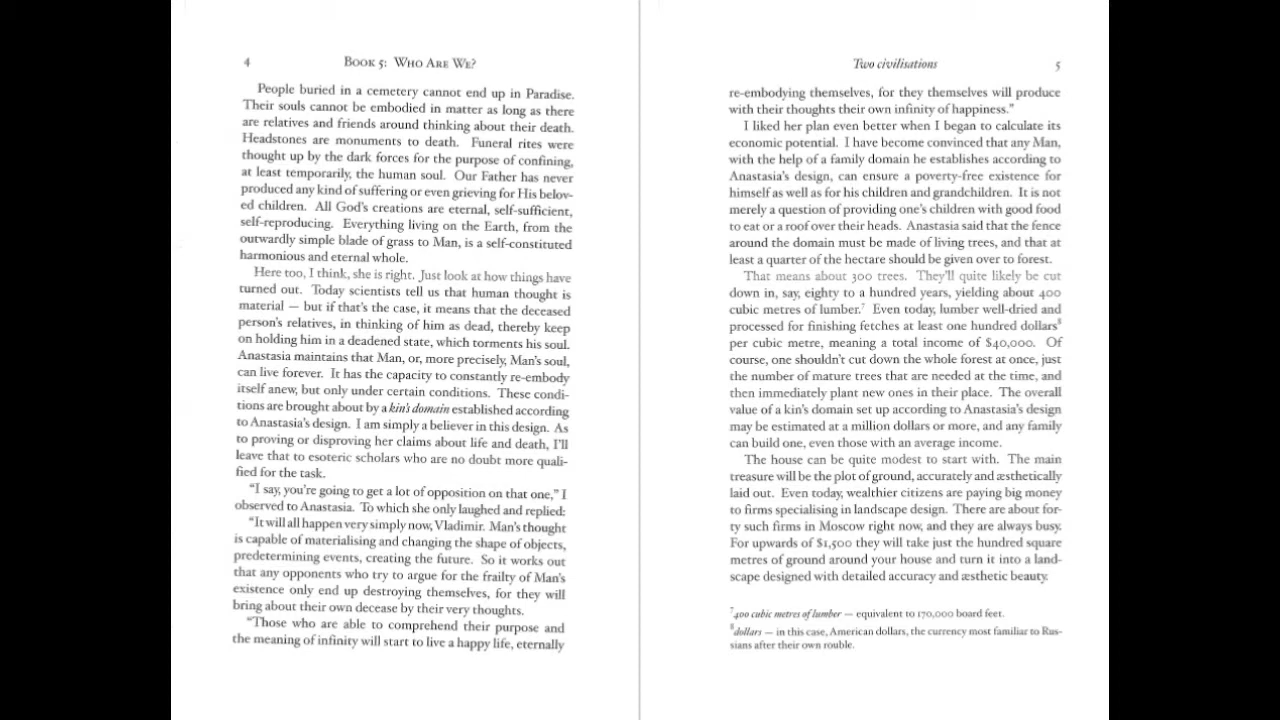 4
BOOK 5: WHO ARE WE?
People buried in a cemetery cannot end up in Paradise.
Their souls cannot be embodied in matter as long as there
are relatives and friends around thinking about their death.
Headstones are monuments to death. Funeral rites were
thought up by the dark forces for the purpose of confining,
at least temporarily, the human soul. Our Father has never
produced any kind of suffering or even grieving for His belov-
ed children. All God's creations are eternal, self-sufficient,
self-reproducing. Everything living on the Earth, from the
outwardly simple blade of grass to Man, is a self-constituted
harmonious and eternal whole.
Here too, I think, she is right. Just look at how things have
turned out. Today scientists tell us that human thought is
material — but if that's the case, it means that the deceased
person's relatives, in thinking of him as dead, thereby keep
on holding him in a deadened state, which torments his soul.
Anastasia maintains that Man, or, more precisely, Man's soul,
can live forever. It has the capacity to constantly re-embody
itself anew, but only under certain conditions. These condi-
tions are brought about by a kin's domain established according
to Anastasia's design. I am simply a believer in this design. As
to proving or disproving her claims about life and death, I'll
leave that to esoteric scholars who are no doubt more quali-
fied for the task.
"I say, you're going to get a lot of opposition on that one," I
observed to Anastasia. To which she only laughed and replied:
"It will all happen very simply now, Vladimir. Man's thought
is capable of materialising and changing the shape of objects,
predetermining events, creating the future. So it works out
that any opponents who try to argue for the frailty of Man's
existence only end up destroying themselves, for they will
bring about their own decease by their very thoughts.
"Those who are able to comprehend their purpose and
the meaning of infinity will start to live a happy life, eternally
Two civilisations
5
re-embodying themselves, for they themselves will produce
with their thoughts their own infinity of happiness."
I liked her plan even better when I began to calculate its
economic potential. I have become convinced that any Man,
with the help of a family domain he establishes according to
Anastasia's design, can ensure a poverty-free existence for
himself as well as for his children and grandchildren. It is not
merely a question of providing one's children with good food
to eat or a roof over their heads. Anastasia said that the fence
around the domain must be made of living trees, and that at
least a quarter of the hectare should be given over to forest.
That means about 300 trees. They'll quite likely be cut
down in, say, eighty to a hundred years, yielding about 400
cubic metres of lumber.7 Even today, lumber well-dried and
processed for finishing fetches at least one hundred dollars8
per cubic metre, meaning a total income of $40,000. Of
course, one shouldn't cut down the whole forest at once, just
the number of mature trees that are needed at the time, and
then immediately plant new ones in their place. The overall
value of a kin's domain set up according to Anastasia's design
may be estimated at a million dollars or more, and any family
can build one, even those with an average income.
The house can be quite modest to start with. The main
treasure will be the plot of ground, accurately and æsthetically
laid out. Even today, wealthier citizens are paying big money
to firms specialising in landscape design. There are about for-
ty such firms in Moscow right now, and they are always busy.
For upwards of $1,500 they will take just the hundred square
metres of ground around your house and turn it into a land-
scape designed with detailed accuracy and æsthetic beauty.
7 400 cubic metres of lumber — equivalent to 170,000 board feet.
8 dollars — in this case, American dollars, the currency most familiar to Rus-
sians after their own rouble.